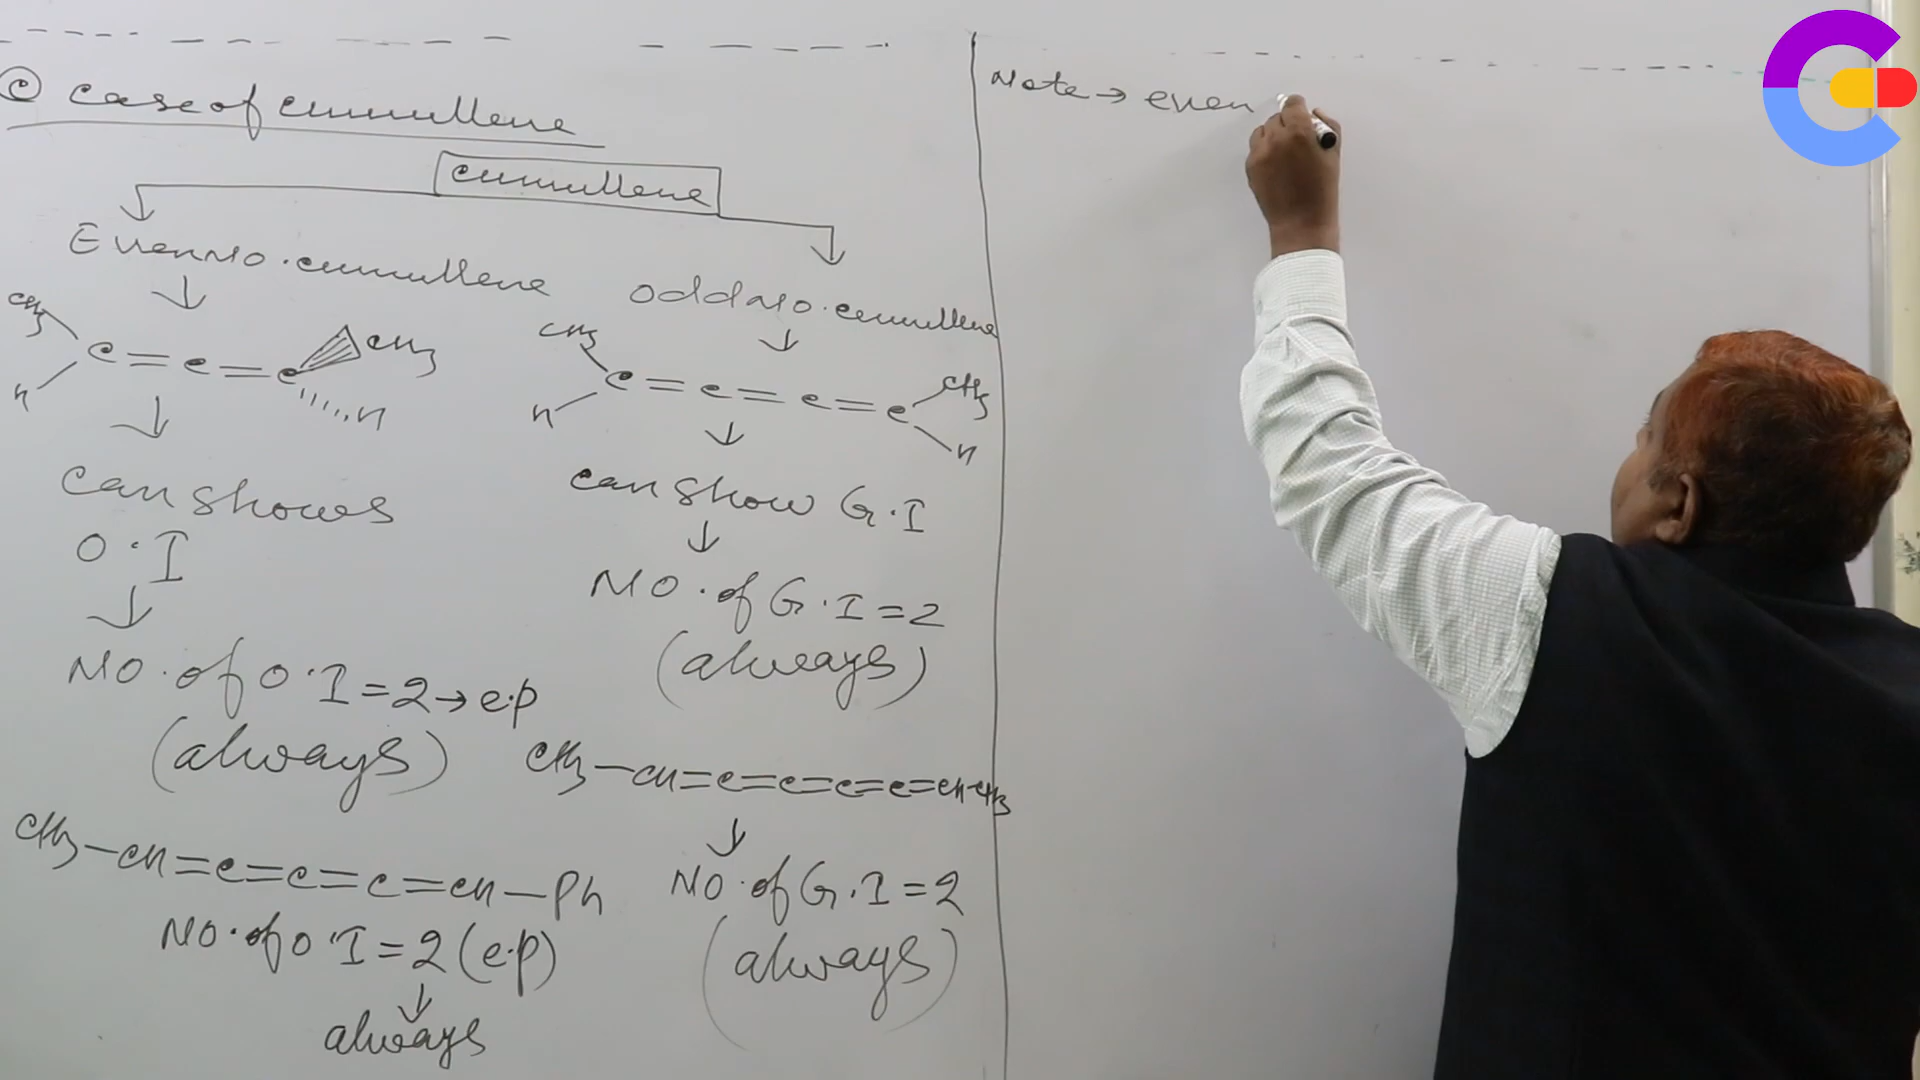 © case of cumullene
cumullene
Even NO. cumullene
CH3
H
C=C=C
CH3
H
can shows
O.I
NO. of O.I=2→e.p
(always)
CH3-CH=C=C=C=CH-Ph
NO. of O.I=2(e.p)
always
odd NO. cumullene
CH3
H
C=C=C=C
CH3
H
can show G.I
NO. of G.I=2
(always)
CH3-CH=C=C=C=C=CH-CH3
NO. of G.I=2
(always)
Note→even